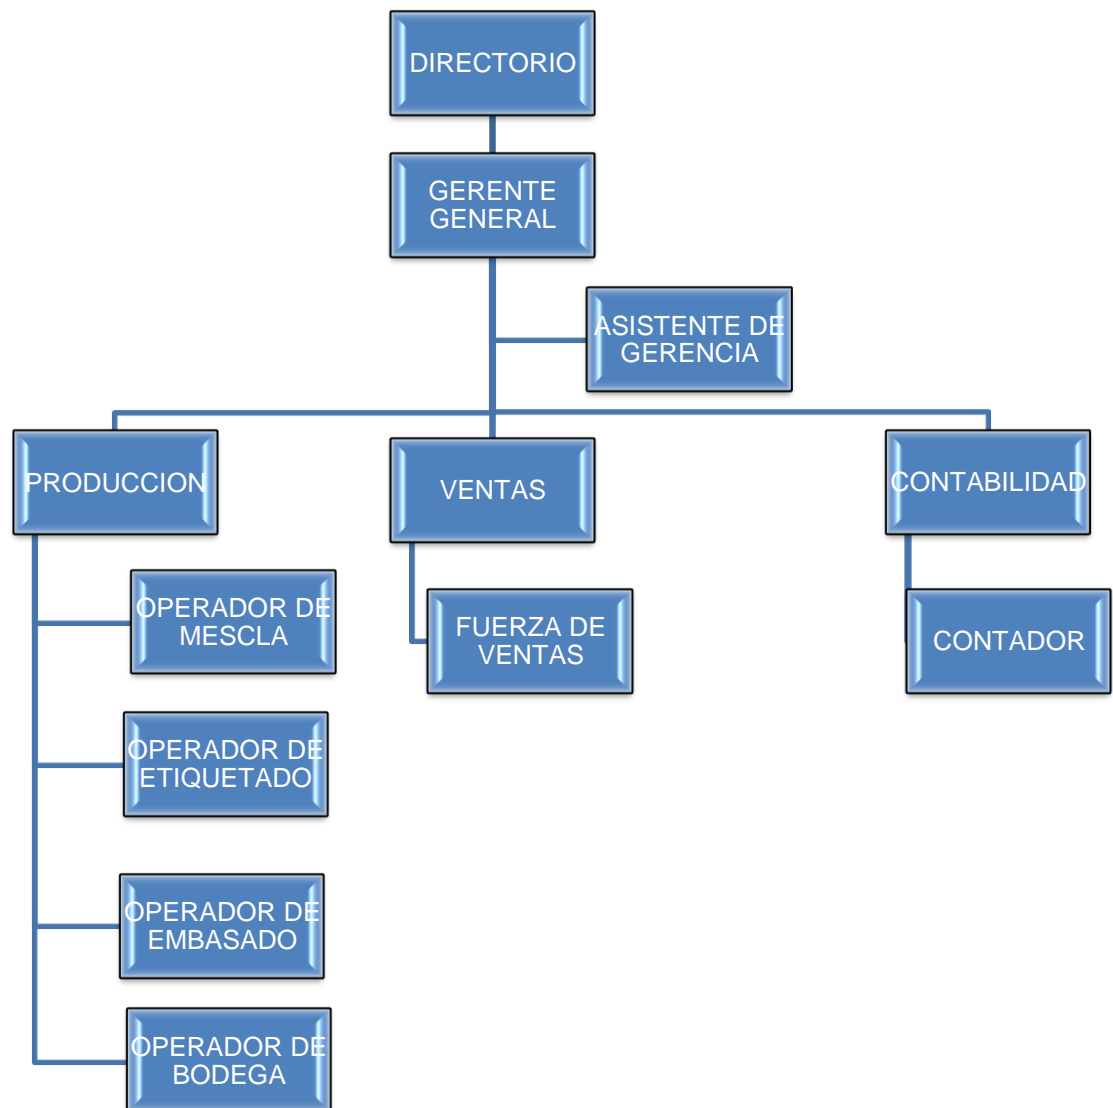 DIRECTORIO
GERENTE
GENERAL
ASISTENTE DE
GERENCIA
PRODUCCION
VENTAS
CONTABILIDAD
OPERADOR DE
MESCLA
FUERZA DE
VENTAS
CONTADOR
OPERADOR DE
ETIQUETADO
OPERADOR DE
EMBASADO
OPERADOR DE
BODEGA